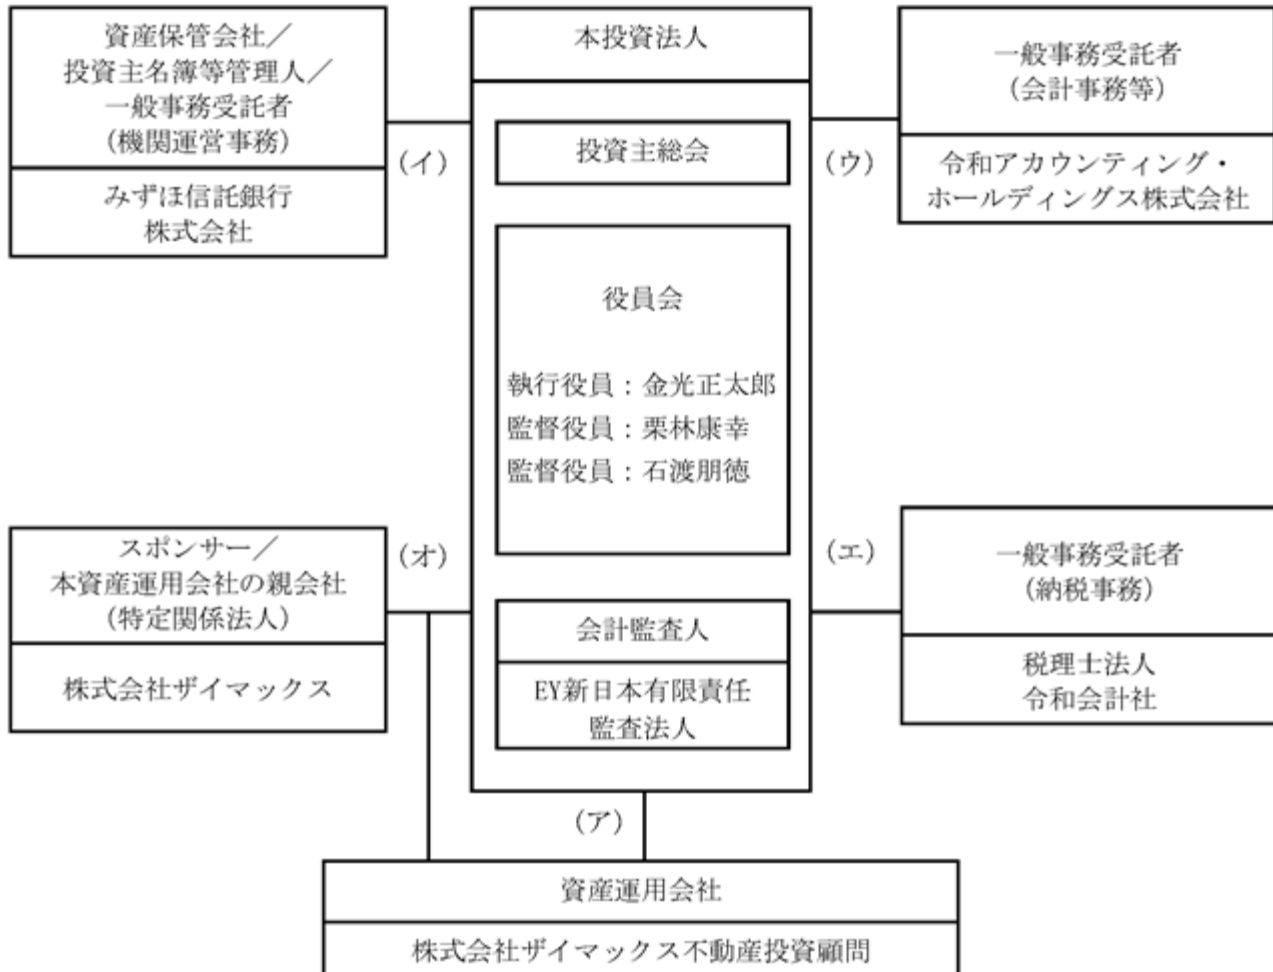 資産保管会社／
投資主名簿等管理人／
一般事務受託者
（機関運営事務）
みずほ信託銀行
株式会社
（イ）
本投資法人
投資主総会
役員会
執行役員：金光正太郎
監督役員：栗林康幸
監督役員：石渡朋徳
会計監査人
EY新日本有限責任
監査法人
（ウ）
一般事務受託者
（会計事務等）
令和アカウンティング・
ホールディングス株式会社
スポンサー／
本資産運用会社の親会社
（特定関係法人）
株式会社ザイマックス
（オ）
（エ）
一般事務受託者
（納税事務）
税理士法人
令和会計社
（ア）
資産運用会社
株式会社ザイマックス不動産投資顧問